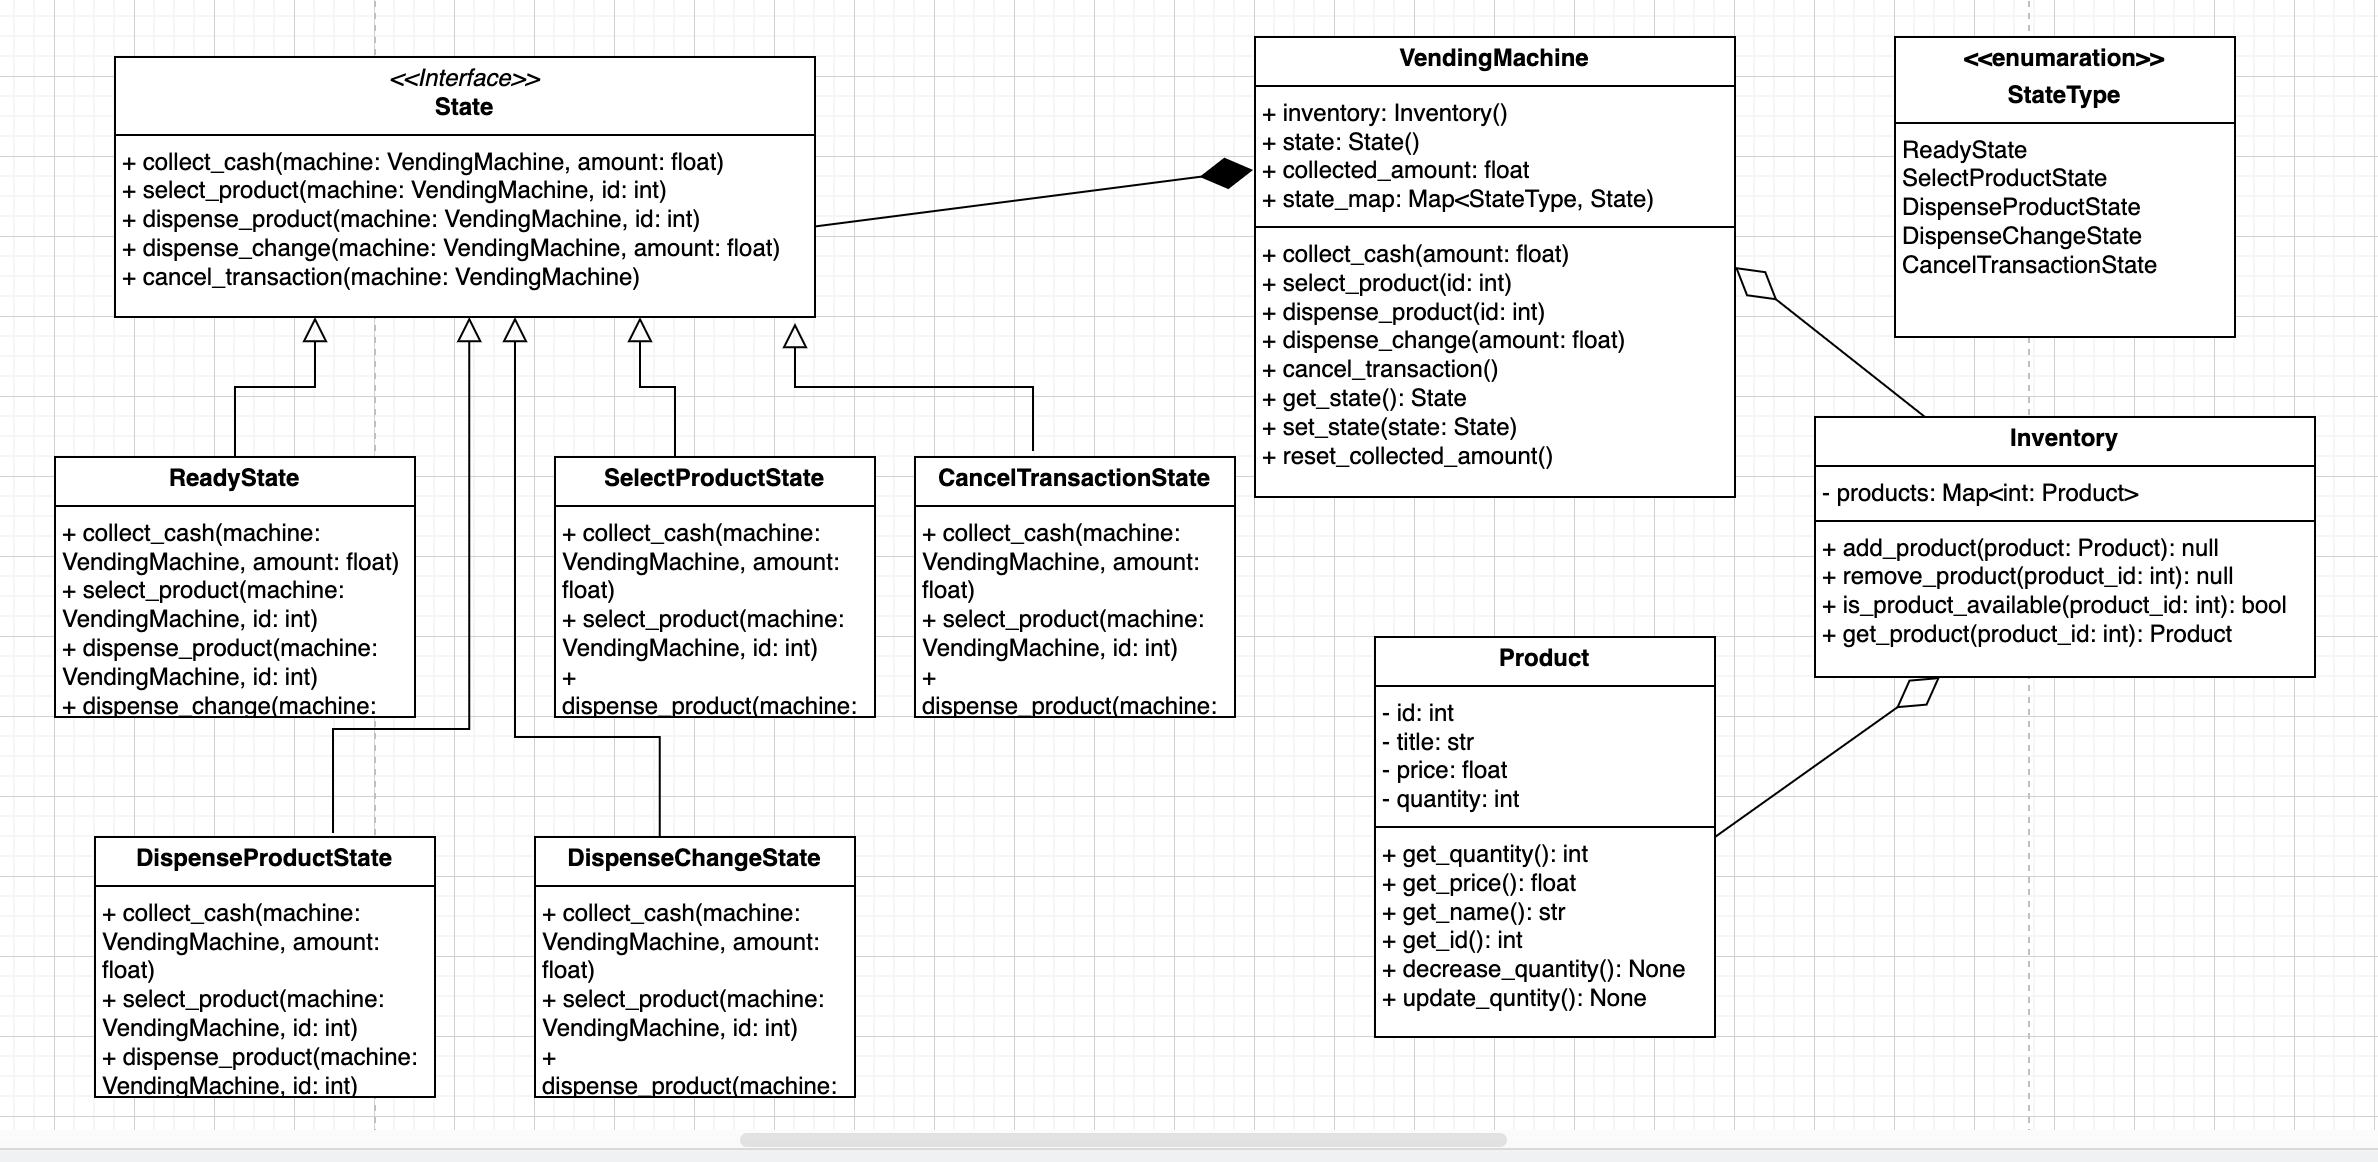 <<Interface>>
State
+ collect_cash(machine: VendingMachine, amount: float)
+ select_product(machine: VendingMachine, id: int)
+ dispense_product(machine: VendingMachine, id: int)
+ dispense_change(machine: VendingMachine, amount: float)
+ cancel_transaction(machine: VendingMachine)
VendingMachine
+ inventory: Inventory()
+ state: State()
+ collected_amount: float
+ state_map: Map<StateType, State)
+ collect_cash(amount: float)
+ select_product(id: int)
+ dispense_product(id: int)
+ dispense_change(amount: float)
+ cancel_transaction()
+ get_state(): State
+ set_state(state: State)
+ reset_collected_amount()
<<enumaration>>
StateType
ReadyState
SelectProductState
DispenseProductState
DispenseChangeState
CancelTransactionState
Inventory
- products: Map<int: Product>
+ add_product(product: Product): null
+ remove_product(product_id: int): null
+ is_product_available(product_id: int): bool
+ get_product(product_id: int): Product
ReadyState
+ collect_cash(machine:
VendingMachine, amount: float)
+ select_product(machine:
VendingMachine, id: int)
+ dispense_product(machine:
VendingMachine, id: int)
+ dispense_change(machine:
SelectProductState
+ collect_cash(machine:
VendingMachine, amount:
float)
+ select_product(machine:
VendingMachine, id: int)
+
dispense_product(machine:
CancelTransactionState
+ collect_cash(machine:
VendingMachine, amount:
float)
+ select_product(machine:
VendingMachine, id: int)
+
dispense_product(machine:
Product
- id: int
- title: str
- price: float
- quantity: int
+ get_quantity(): int
+ get_price(): float
+ get_name(): str
+ get_id(): int
+ decrease_quantity(): None
+ update_quntity(): None
DispenseProductState
+ collect_cash(machine:
VendingMachine, amount:
float)
+ select_product(machine:
VendingMachine, id: int)
+ dispense_product(machine:
VendingMachine, id: int)
DispenseChangeState
+ collect_cash(machine:
VendingMachine, amount:
float)
+ select_product(machine:
VendingMachine, id: int)
+
dispense_product(machine: